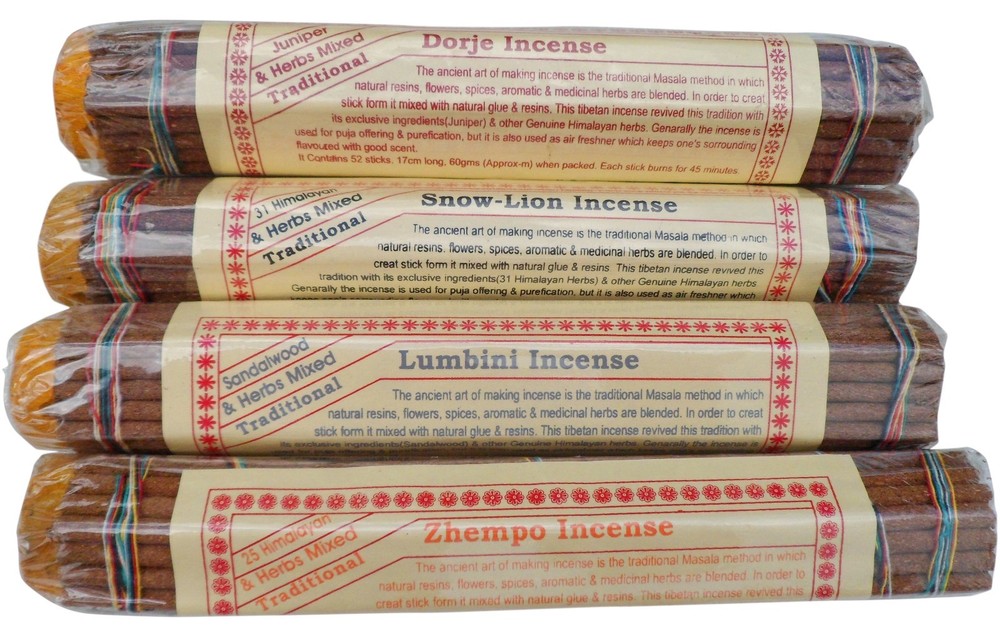 Juniper
& Herbs Mixed
Traditional
Dorje Incense
The ancient art of making incense is the traditional Masala method in which
natural resins, flowers, spices, aromatic & medicinal herbs are blended. In order to creat
stick form it mixed with natural glue & resins. This tibetan incense revived this tradition with
its exclusive ingredients(Juniper) & other Genuine Himalayan herbs. Genarally the incense is
used for puja offering & purefication, but it is also used as air freshner which keeps one's sorrounding
flavoured with good scent.
It Contains 52 sticks, 17cm long, 60gms (Approx-m) when packed. Each stick burns for 45 minutes.
31 Himalayan
& Herbs Mixed
Traditional
Snow-Lion Incense
The ancient art of making incense is the traditional Masala method in which
natural resins, flowers, spices, aromatic & medicinal herbs are blended. In order to
creat stick form it mixed with natural glue & resins. This tibetan incense revived this
tradition with its exclusive ingredients(31 Himalayan Herbs) & other Genuine Himalayan herbs
Genarally the incense is used for puja offering & purefication, but it is also used as air freshner which
Sandalwood
& Herbs Mixed
Traditional
Lumbini Incense
The ancient art of making incense is the traditional Masala method in which
natural resins, flowers, spices, aromatic & medicinal herbs are blended. In order to creat
stick form it mixed with natural glue & resins. This tibetan incense revived this tradition with
its exclusive ingredients(Sandalwood) & other Genuine Himalayan herbs. Genarally the incense is
25 Himalayan
& Herbs Mixed
Traditional
Zhempo Incense
The ancient art of making incense is the traditional Masala method in which
natural resins, flowers, spices, aromatic & medicinal herbs are blended. In order to
creat stick form it mixed with natural glue & resins. This tibetan incense revived this